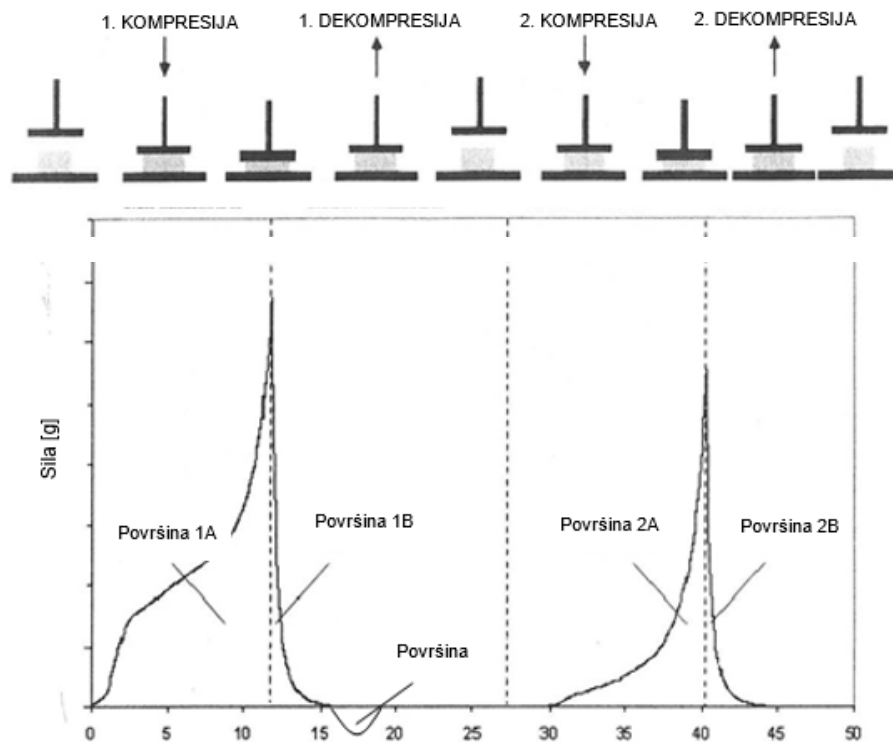 1. KOMPRESIJA 1. DEKOMPRESIJA 2. KOMPRESIJA 2. DEKOMPRESIJA
Sila [g]
Površina 1A
Površina 1B
Površina 2A
Površina 2B
Površina
0 5 10 15 20 25 30 35 40 45 50